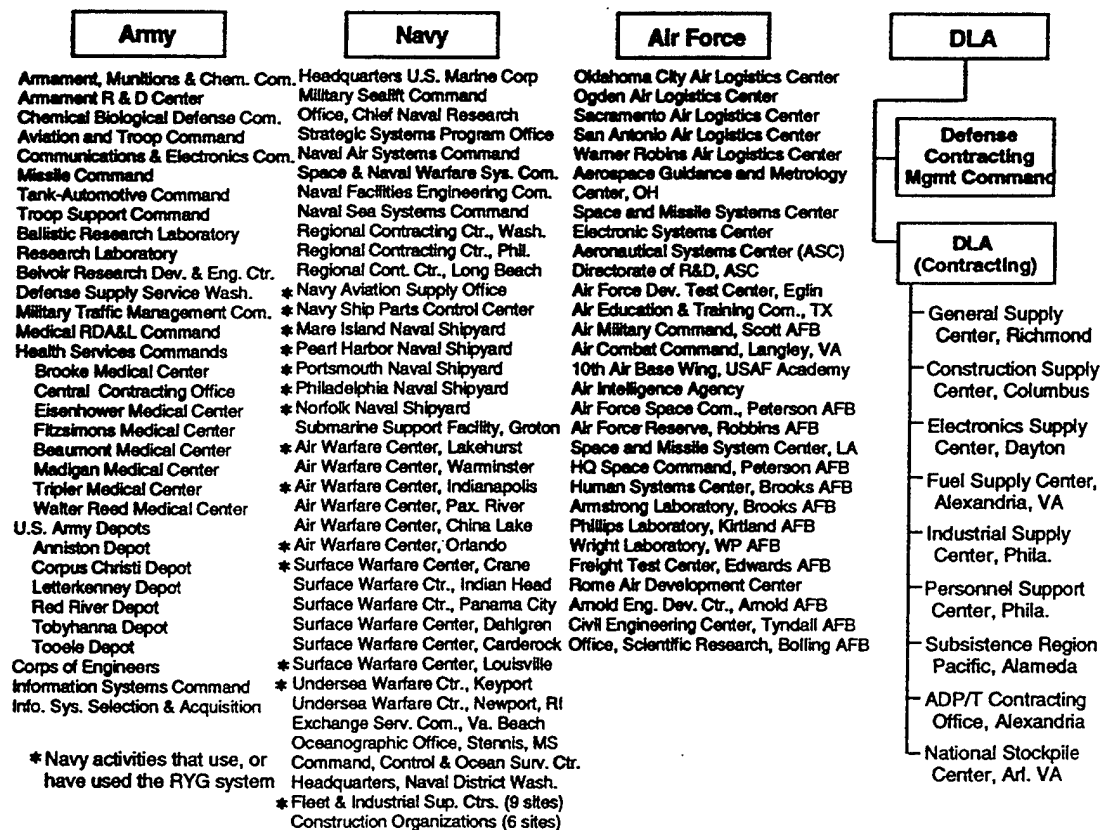 Army
Armament, Munitions & Chem. Com.
Armament R & D Center
Chemical Biological Defense Com.
Aviation and Troop Command
Communications & Electronics Com.
Missile Command
Tank-Automotive Command
Troop Support Command
Ballistic Research Laboratory
Research Laboratory
Belvoir Research Dev. & Eng. Ctr.
Defense Supply Service Wash.
Military Traffic Management Com.
Medical RDA&L Command
Health Services Commands
Brooke Medical Center
Central Contracting Office
Eisenhower Medical Center
Fitzsimons Medical Center
Beaumont Medical Center
Madigan Medical Center
Tripler Medical Center
Walter Reed Medical Center
U.S. Army Depots
Anniston Depot
Corpus Christi Depot
Letterkenney Depot
Red River Depot
Tobyhanna Depot
Tooele Depot
Corps of Engineers
Information Systems Command
Info. Sys. Selection & Acquisition
* Navy activities that use, or
have used the RYG system
Navy
Headquarters U.S. Marine Corp
Military Sealift Command
Office, Chief Naval Research
Strategic Systems Program Office
Naval Air Systems Command
Space & Naval Warfare Sys. Com.
Naval Facilities Engineering Com.
Naval Sea Systems Command
Regional Contracting Ctr., Wash.
Regional Contracting Ctr., Phil.
Regional Cont. Ctr., Long Beach
* Navy Aviation Supply Office
* Navy Ship Parts Control Center
* Mare Island Naval Shipyard
* Pearl Harbor Naval Shipyard
* Portsmouth Naval Shipyard
* Philadelphia Naval Shipyard
* Norfolk Naval Shipyard
Submarine Support Facility, Groton
* Air Warfare Center, Lakehurst
Air Warfare Center, Warminster
* Air Warfare Center, Indianapolis
Air Warfare Center, Pax. River
Air Warfare Center, China Lake
* Air Warfare Center, Orlando
* Surface Warfare Center, Crane
Surface Warfare Ctr., Indian Head
Surface Warfare Ctr., Panama City
Surface Warfare Center, Dahlgren
Surface Warfare Center, Carderock
* Surface Warfare Center, Louisville
* Undersea Warfare Ctr., Keyport
Undersea Warfare Ctr., Newport, RI
Exchange Serv. Com., Va. Beach
Oceanographic Office, Stennis, MS
Command, Control & Ocean Surv. Ctr.
Headquarters, Naval District Wash.
* Fleet & Industrial Sup. Ctrs. (9 sites)
Construction Organizations (6 sites)
Air Force
Oklahoma City Air Logistics Center
Ogden Air Logistics Center
Sacramento Air Logistics Center
San Antonio Air Logistics Center
Warner Robins Air Logistics Center
Aerospace Guidance and Metrology
Center, OH
Space and Missile Systems Center
Electronic Systems Center
Aeronautical Systems Center (ASC)
Directorate of R&D, ASC
Air Force Dev. Test Center, Eglin
Air Education & Training Com., TX
Air Military Command, Scott AFB
Air Combat Command, Langley, VA
10th Air Base Wing, USAF Academy
Air Intelligence Agency
Air Force Space Com., Peterson AFB
Air Force Reserve, Robbins AFB
Space and Missile System Center, LA
HQ Space Command, Peterson AFB
Human Systems Center, Brooks AFB
Armstrong Laboratory, Brooks AFB
Phillips Laboratory, Kirtland AFB
Wright Laboratory, WP AFB
Freight Test Center, Edwards AFB
Rome Air Development Center
Arnold Eng. Dev. Ctr., Arnold AFB
Civil Engineering Center, Tyndall AFB
Office, Scientific Research, Bolling AFB
DLA
Defense
Contracting
Mgmt Command
DLA
(Contracting)
General Supply
Center, Richmond
Construction Supply
Center, Columbus
Electronics Supply
Center, Dayton
Fuel Supply Center,
Alexandria, VA
Industrial Supply
Center, Phila.
Personnel Support
Center, Phila.
Subsistence Region
Pacific, Alameda
ADP/T Contracting
Office, Alexandria
National Stockpile
Center, Arl. VA